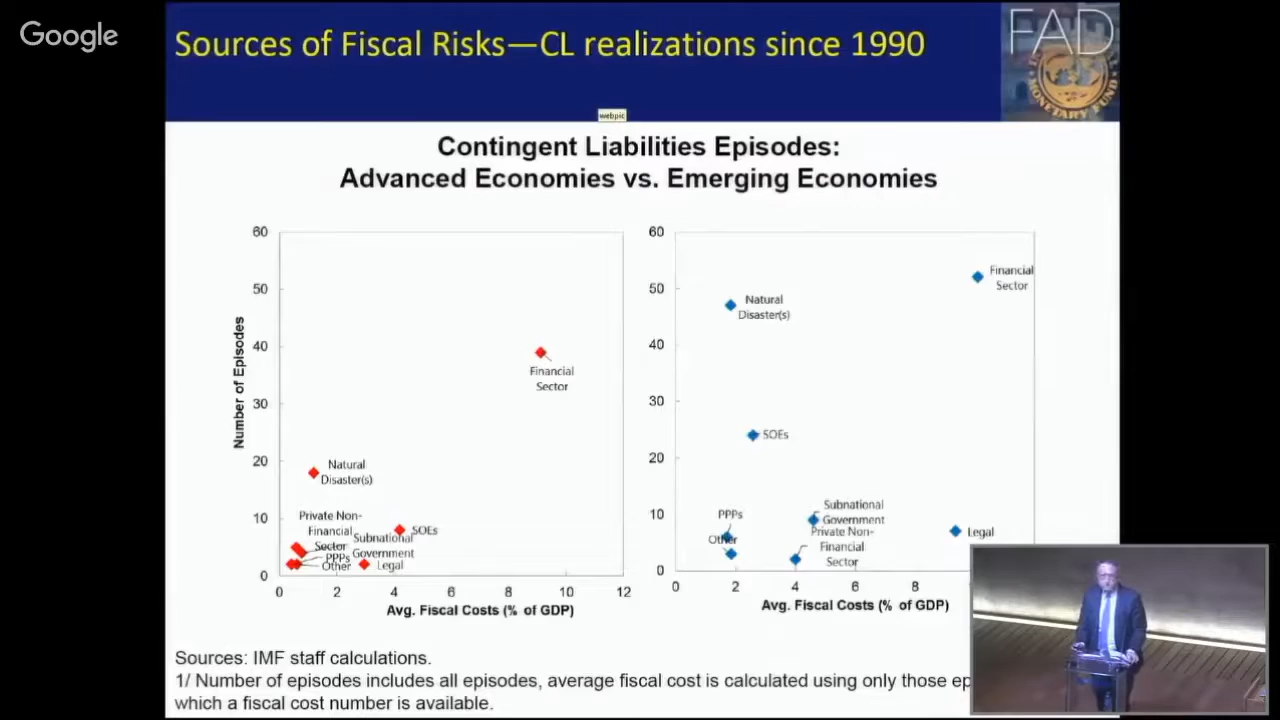 Google
Sources of Fiscal Risks—CL realizations since 1990
FAD
MONETARY FUND
webpic
Contingent Liabilities Episodes:
Advanced Economies vs. Emerging Economies
Number of Episodes
60
50
40
30
20
10
0
0 2 4 6 8 10 12
Avg. Fiscal Costs (% of GDP)
Financial
Sector
Natural
Disaster(s)
Private Non-
Financial
Sector
Subnational
Government
SOEs
PPPs
Other
Legal
60
50
40
30
20
10
0
0 2 4 6 8
Avg. Fiscal Costs (% of GDP)
Financial
Sector
Natural
Disaster(s)
SOEs
PPPs
Other
Subnational
Government
Private Non-
Financial
Sector
Legal
Sources: IMF staff calculations.
1/ Number of episodes includes all episodes, average fiscal cost is calculated using only those ep
which a fiscal cost number is available.